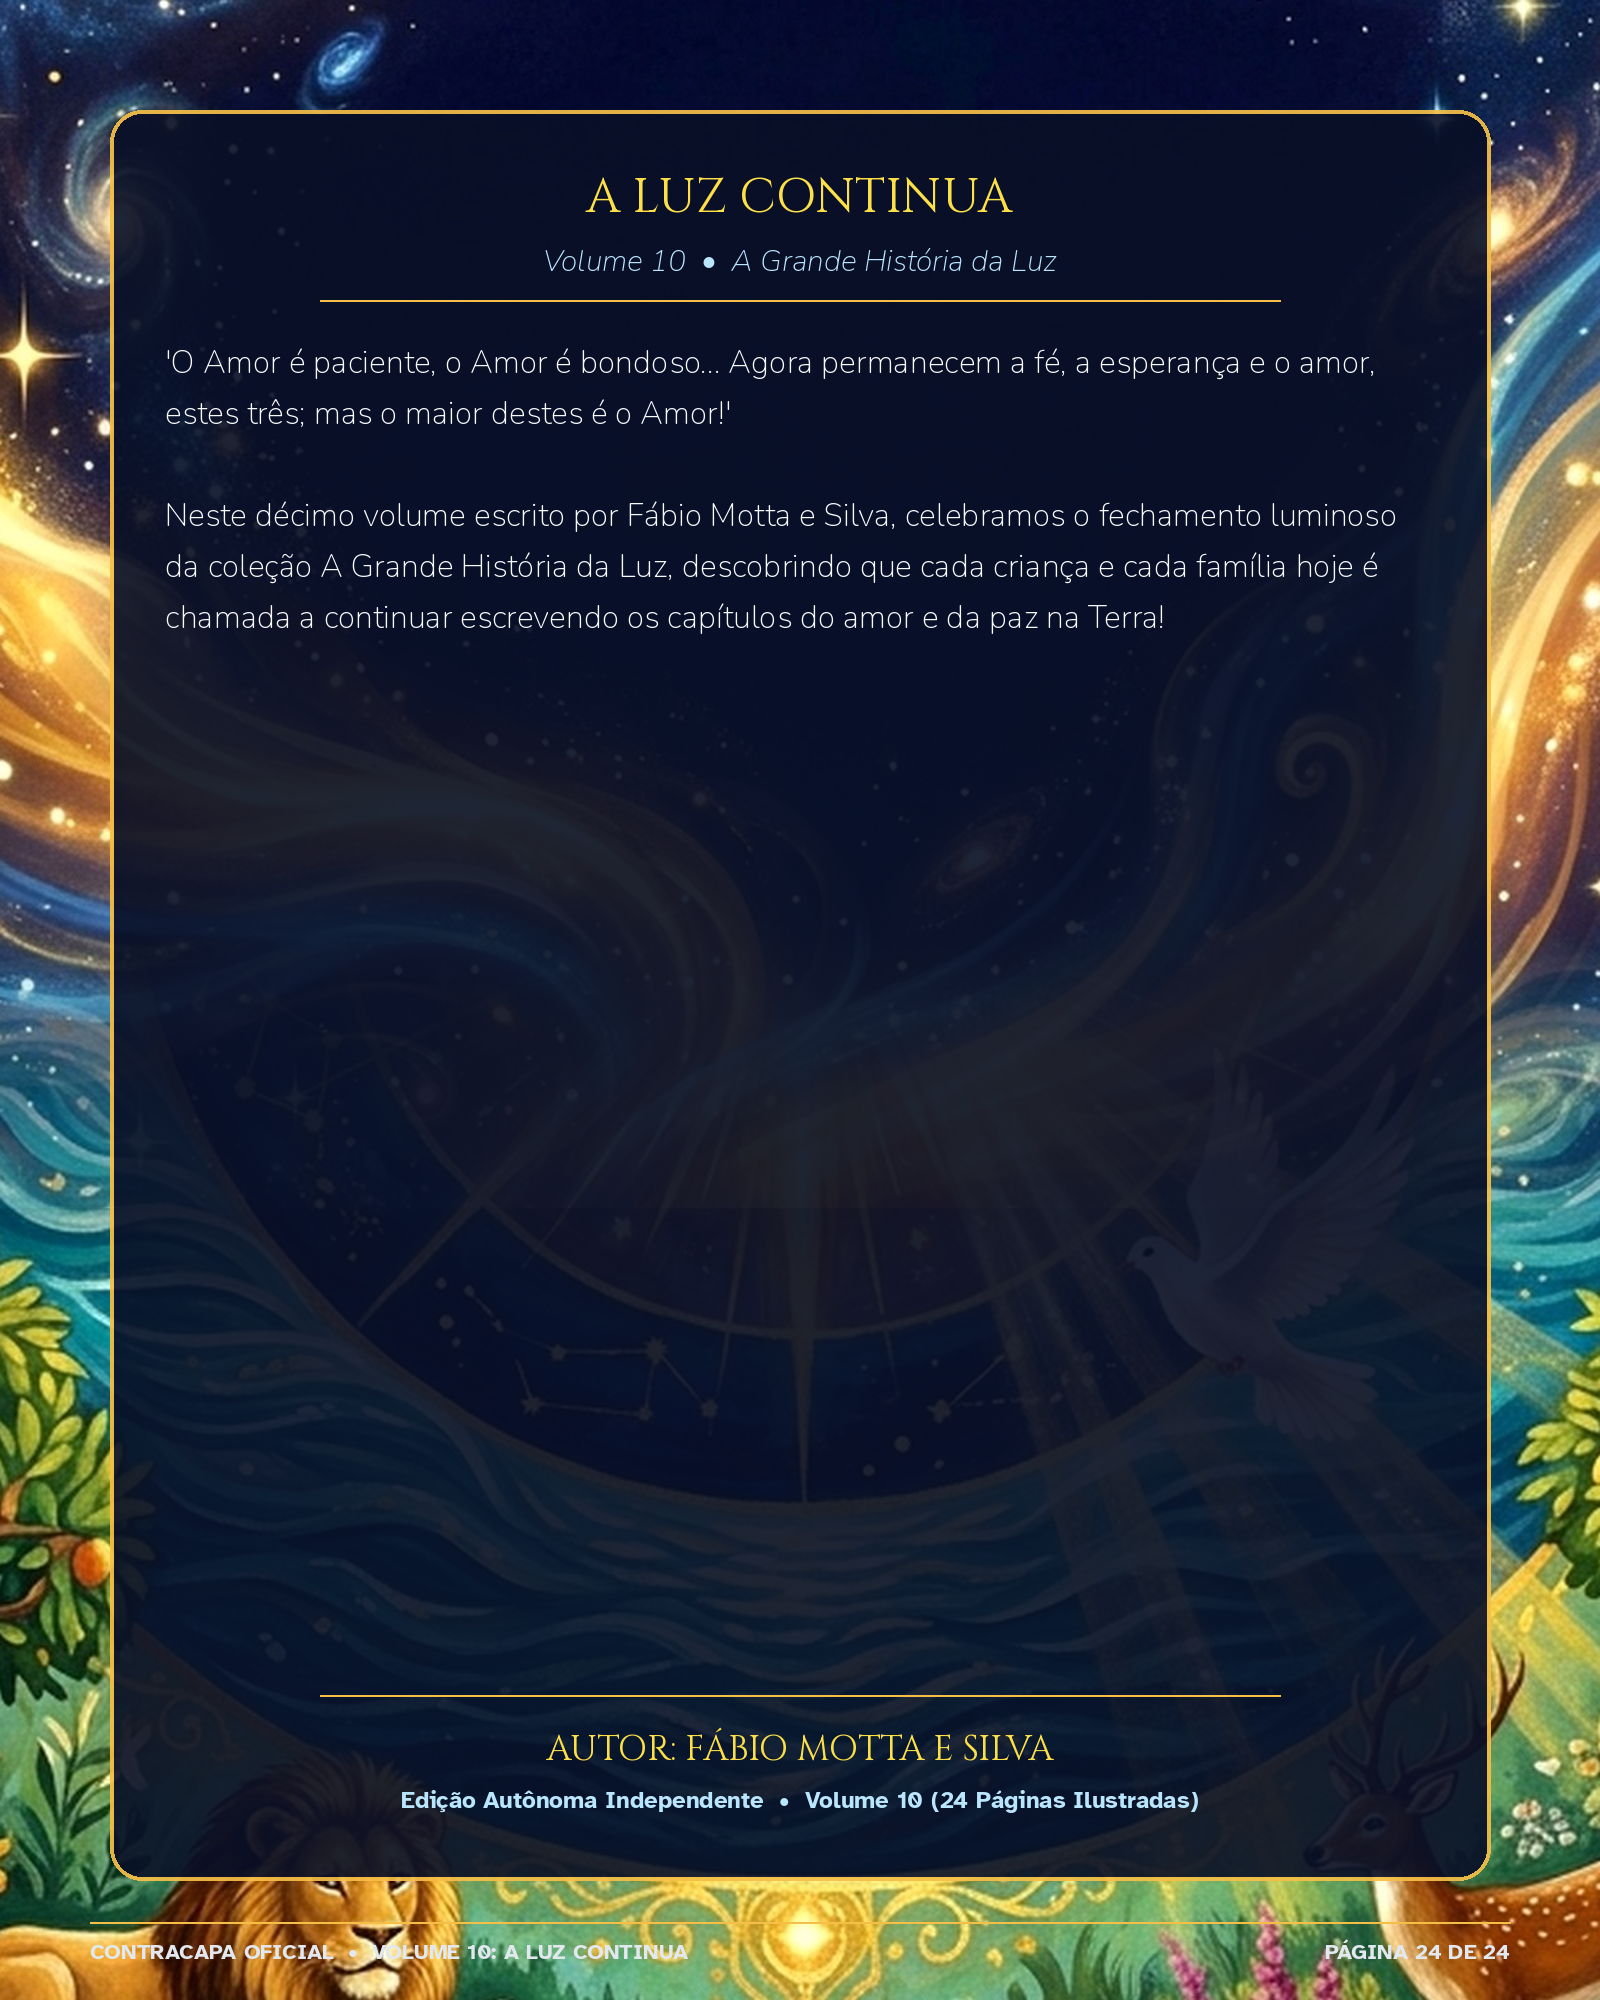 A LUZ CONTINUA
Volume 10 • A Grande História da Luz
'O Amor é paciente, o Amor é bondoso... Agora permanecem a fé, a esperança e o amor,
estes três; mas o maior destes é o Amor!'
Neste décimo volume escrito por Fábio Motta e Silva, celebramos o fechamento luminoso
da coleção A Grande História da Luz, descobrindo que cada criança e cada família hoje é
chamada a continuar escrevendo os capítulos do amor e da paz na Terra!
AUTOR: FÁBIO MOTTA E SILVA
Edição Autônoma Independente • Volume 10 (24 Páginas Ilustradas)
CONTRACAPA OFICIAL • VOLUME 10: A LUZ CONTINUA
PÁGINA 24 DE 24